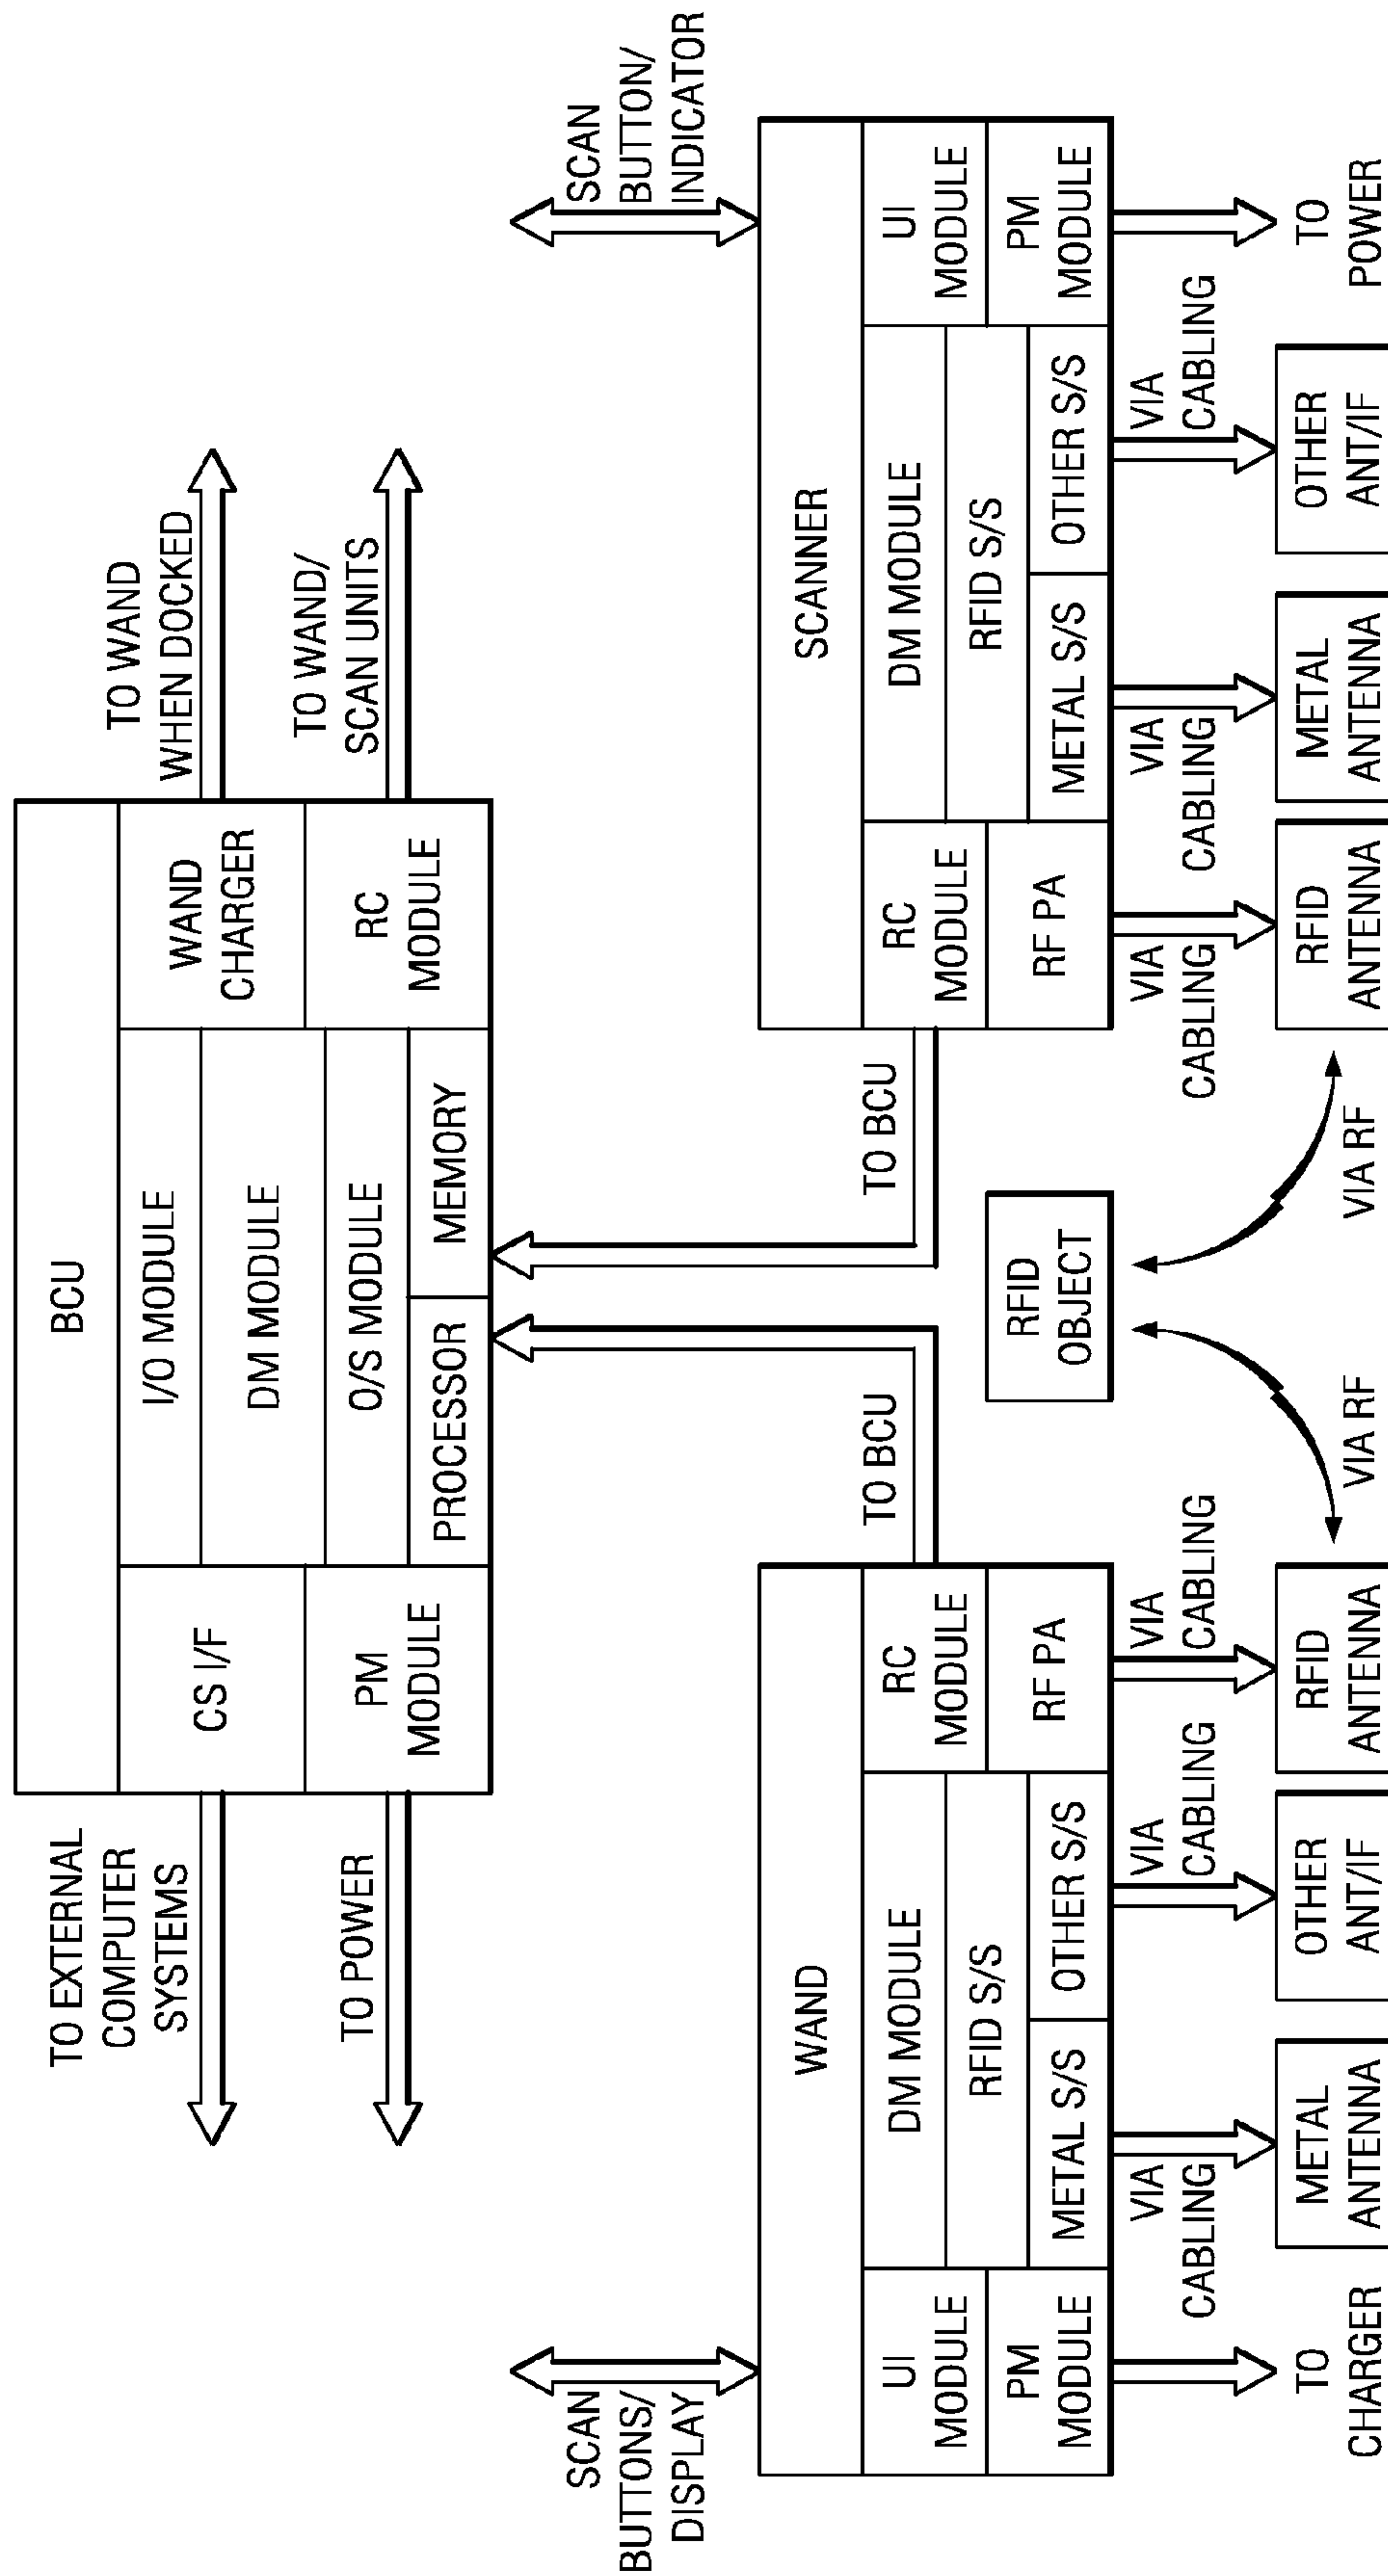 BCU
TO EXTERNAL
COMPUTER
SYSTEMS
TO POWER
CS I/F
PM
MODULE
I/O MODULE
DM MODULE
O/S MODULE
PROCESSOR
MEMORY
WAND
CHARGER
RC
MODULE
TO WAND
WHEN DOCKED
TO WAND/
SCAN UNITS
SCAN
BUTTONS/
DISPLAY
WAND
UI
MODULE
PM
MODULE
DM MODULE
RFID S/S
METAL S/S
OTHER S/S
RC
MODULE
RF PA
TO BCU
TO
CHARGER
VIA
CABLING
METAL
ANTENNA
VIA
CABLING
OTHER
ANT/IF
VIA
CABLING
RFID
ANTENNA
RFID
OBJECT
VIA RF
VIA RF
SCAN
BUTTON/
INDICATOR
SCANNER
TO BCU
RC
MODULE
RF PA
DM MODULE
RFID S/S
METAL S/S
OTHER S/S
UI
MODULE
PM
MODULE
VIA
CABLING
RFID
ANTENNA
VIA
CABLING
METAL
ANTENNA
VIA
CABLING
OTHER
ANT/IF
TO
POWER